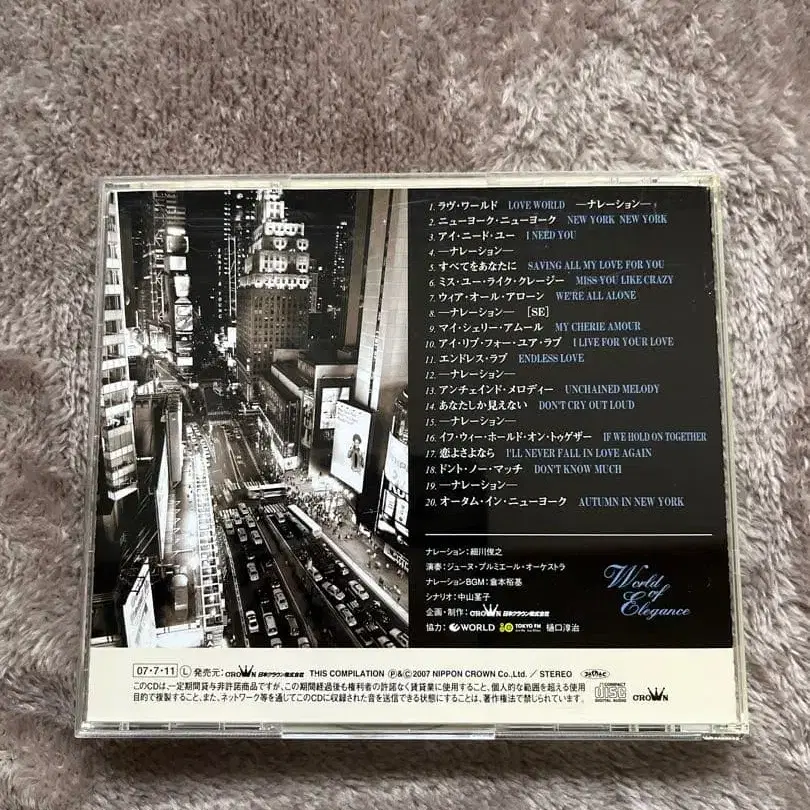 1. ラヴ・ワールド LOVE WORLD —ナレーション—
2. ニューヨーク・ニューヨーク NEW YORK NEW YORK
3. アイ・ニード・ユー I NEED YOU
4. —ナレーション—
5. すべてをあなたに SAVING ALL MY LOVE FOR YOU
6. ミス・ユー・ライク・クレージー MISS YOU LIKE CRAZY
7. ウィア・オール・アローン WE'RE ALL ALONE
8. —ナレーション— [SE]
9. マイ・シェリー・アムール MY CHERIE AMOUR
10. アイ・リブ・フォー・ユア・ラブ I LIVE FOR YOUR LOVE
11. エンドレス・ラブ ENDLESS LOVE
12. —ナレーション—
13. アンチェインド・メロディー UNCHAINED MELODY
14. あなたしか見えない DON'T CRY OUT LOUD
15. —ナレーション—
16. イフ・ウィー・ホールド・オン・トゥゲザー IF WE HOLD ON TOGETHER
17. 恋よさよなら I'LL NEVER FALL IN LOVE AGAIN
18. ドント・ノー・マッチ DON'T KNOW MUCH
19. —ナレーション—
20. オータム・イン・ニューヨーク AUTUMN IN NEW YORK
ナレーション:細川俊之
演奏:ジューヌ・プルミエール・オーケストラ
ナレーションBGM:倉本裕基
シナリオ:中山茎子
企画・制作:CROWN 日本クラウン株式会社
協力: WORLD TOKYO FM 樋口淳治
World
of
Elegance
07・7・11 L 発売元: CROWN 日本クラウン株式会社 THIS COMPILATION ℗&© 2007 NIPPON CROWN Co.,Ltd. / STEREO
このCDは、一定期間貸与非許諾商品ですが、この期間経過後も権利者の許諾なく賃貸業に使用すること、個人的な範囲を超える使用
目的で複製すること、また、ネットワーク等を通じてこのCDに収録された音を送信できる状態にすることは、著作権法で禁じられています。
COMPACT
disc
DIGITAL AUDIO
CROWN